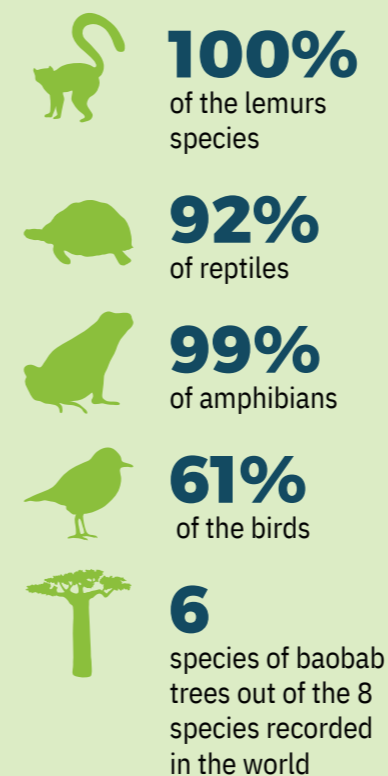 100%
of the lemurs
species
92%
of reptiles
99%
of amphibians
61%
of the birds
6
species of baobab
trees out of the 8
species recorded
in the world